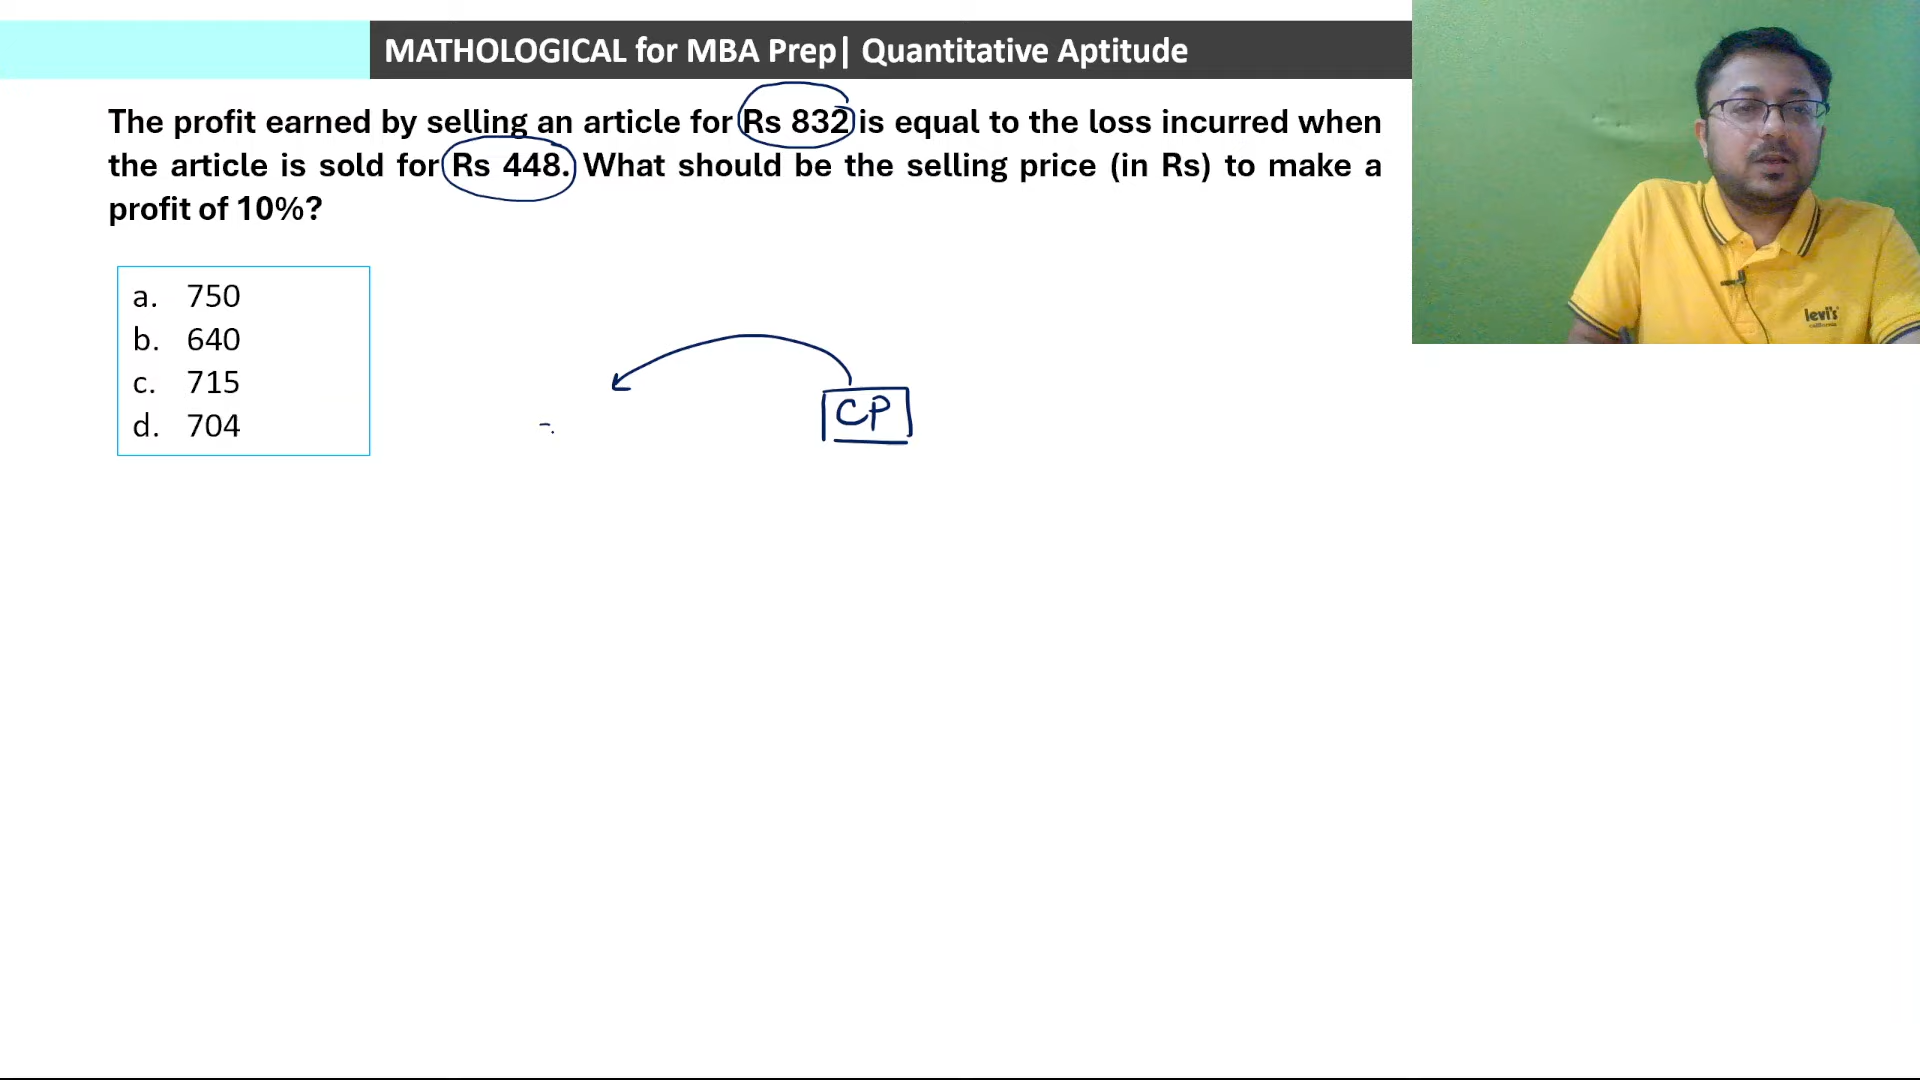 MATHOLOGICAL for MBA Prep| Quantitative Aptitude
The profit earned by selling an article for Rs 832 is equal to the loss incurred when
the article is sold for Rs 448. What should be the selling price (in Rs) to make a
profit of 10%?
a. 750
b. 640
c. 715
d. 704
CP
levi's
california